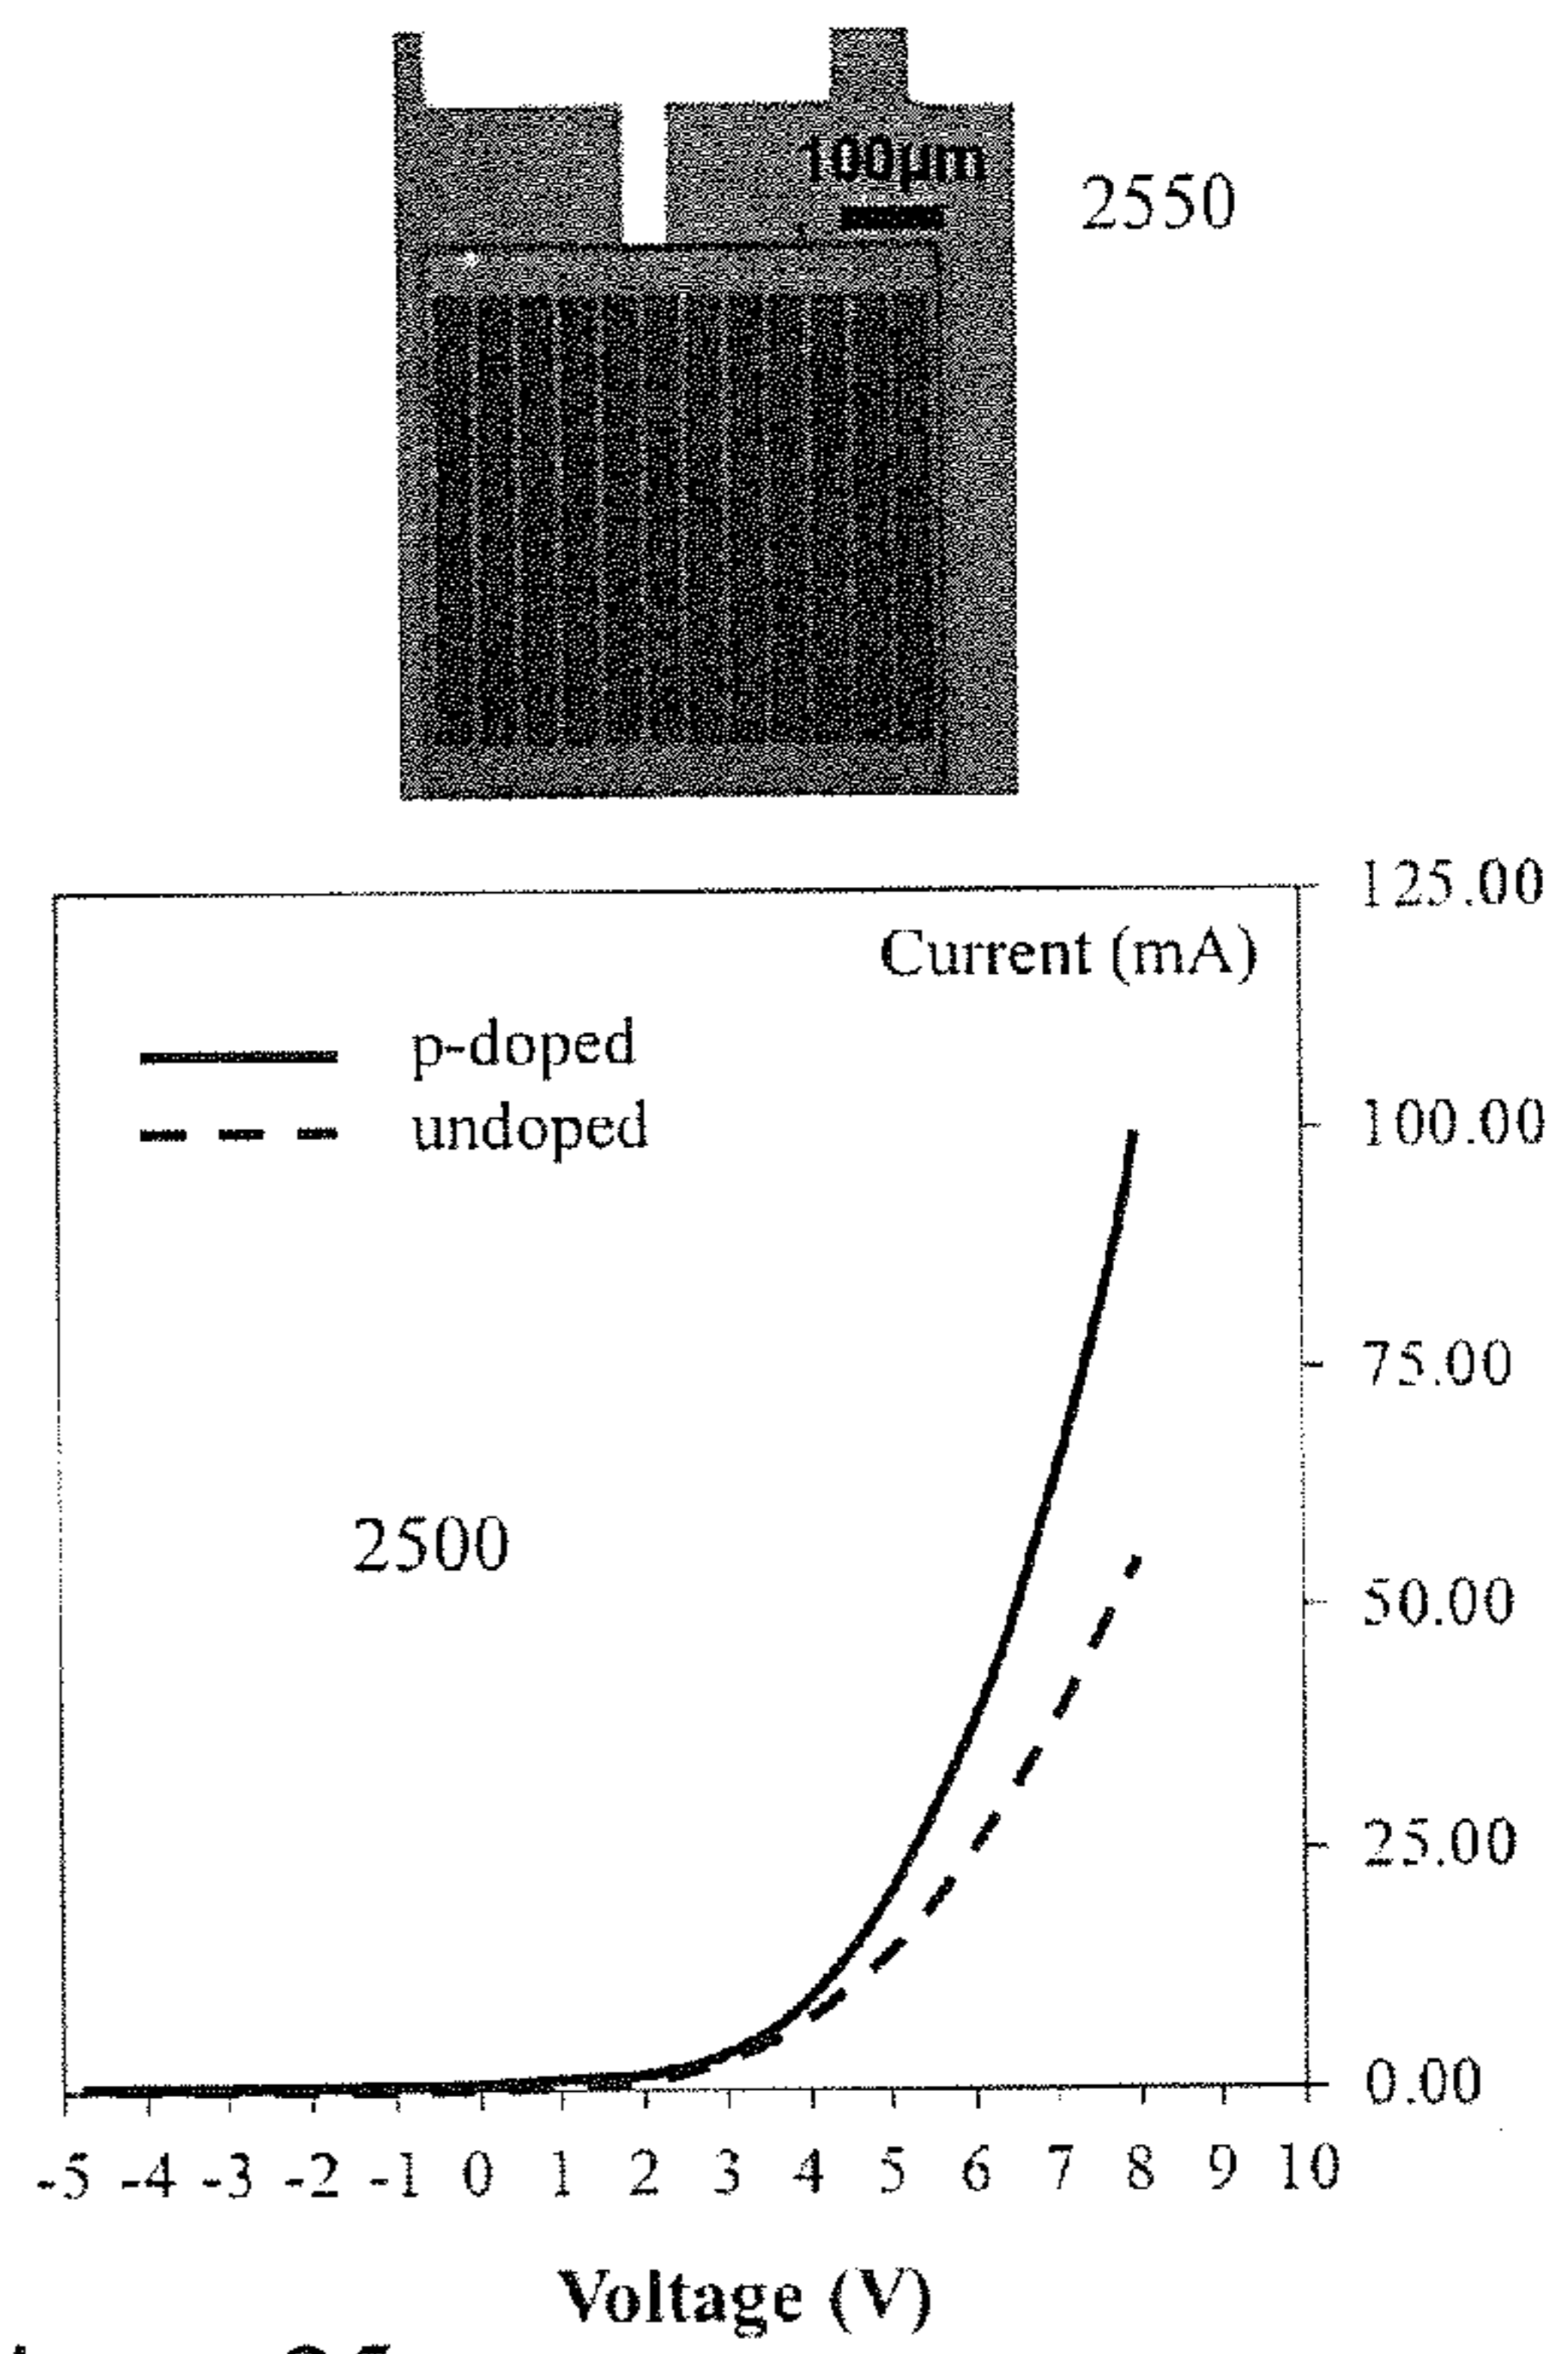 100μm
2550
125.00
Current (mA)
p-doped
undoped
100.00
75.00
2500
50.00
25.00
0.00
-5 -4 -3 -2 -1 0 1 2 3 4 5 6 7 8 9 10
Voltage (V)